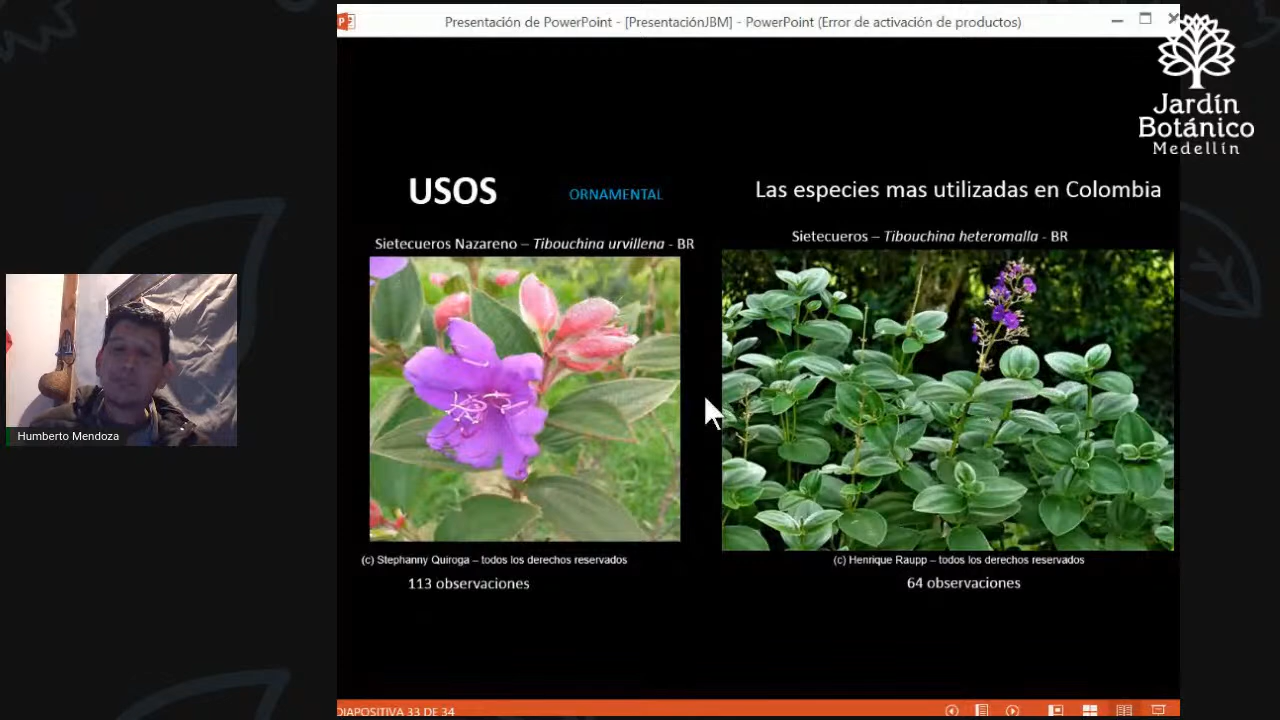 Presentación de PowerPoint - [PresentaciónJBM] - PowerPoint (Error de activación de productos)
Jardín
Botánico
Medellín
USOS
ORNAMENTAL
Las especies mas utilizadas en Colombia
Sietecueros Nazareno – Tibouchina urvillena - BR
Sietecueros – Tibouchina heteromalla - BR
Humberto Mendoza
(c) Stephanny Quiroga – todos los derechos reservados
(c) Henrique Raupp – todos los derechos reservados
113 observaciones
64 observaciones
DIAPOSITIVA 33 DE 34